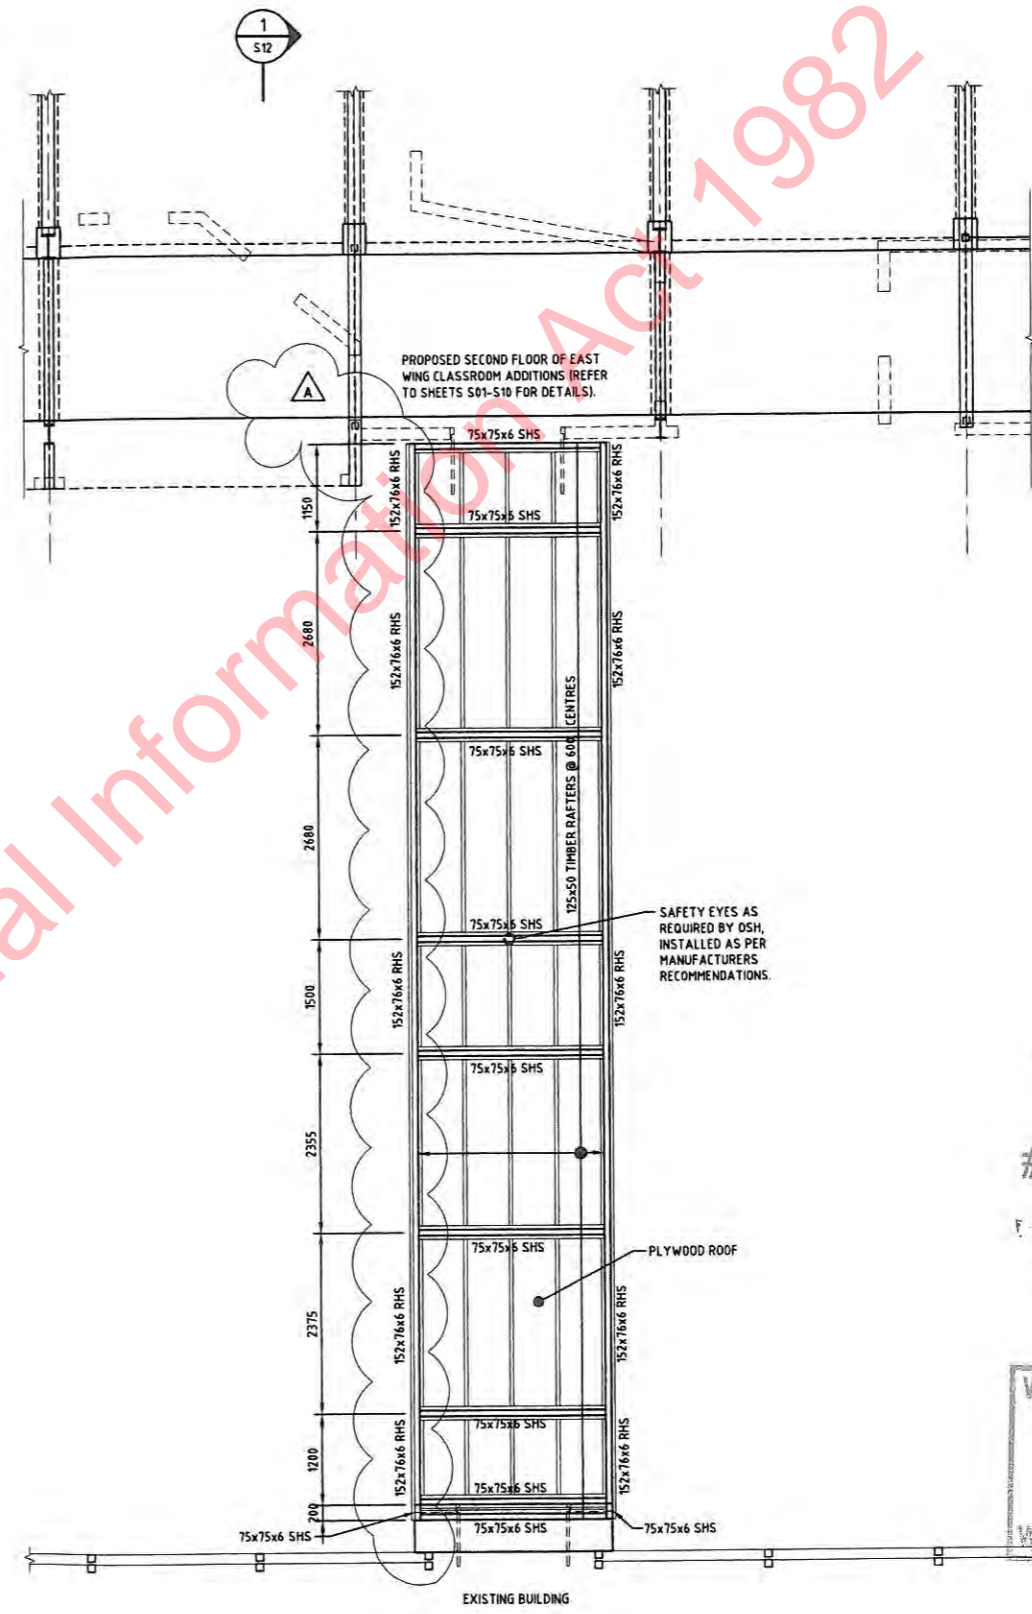 1
S12
PROPOSED SECOND FLOOR OF EAST
WING CLASSROOM ADDITIONS (REFER
TO SHEETS S01-S10 FOR DETAILS).
A
75x75x6 SHS
1150
152x76x6 RHS
152x76x6 RHS
75x75x6 SHS
2680
152x76x6 RHS
152x76x6 RHS
75x75x6 SHS
125x50 TIMBER RAFTERS @ 600 CENTRES
2680
75x75x6 SHS
SAFETY EYES AS
REQUIRED BY OSH,
INSTALLED AS PER
MANUFACTURERS
RECOMMENDATIONS.
1500
152x76x6 RHS
152x76x6 RHS
75x75x6 SHS
2355
75x75x6 SHS
PLYWOOD ROOF
2375
152x76x6 RHS
152x76x6 RHS
75x75x6 SHS
1200
152x76x6 RHS
152x76x6 RHS
75x75x6 SHS
200
75x75x6 SHS
75x75x6 SHS
75x75x6 SHS
EXISTING BUILDING
al Information Act 1982
#